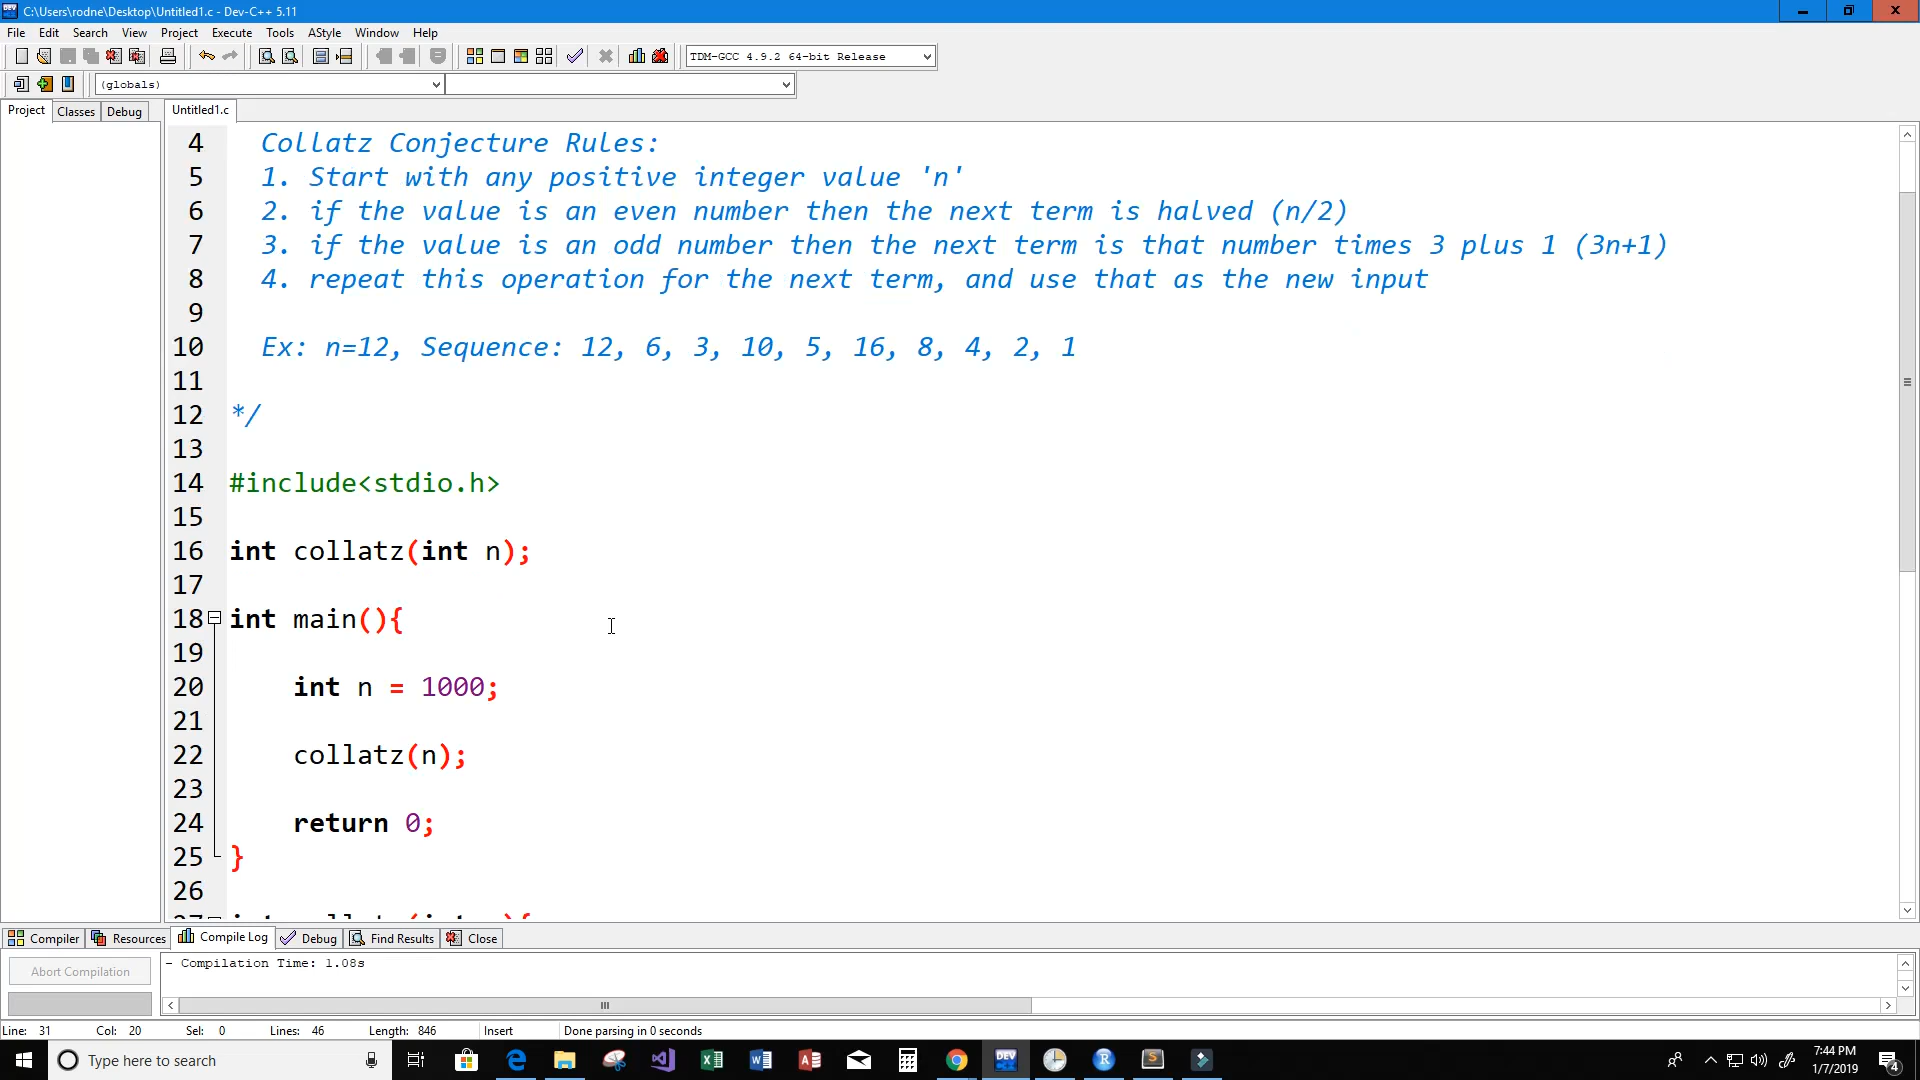 C:\Users\rodne\Desktop\Untitled1.c - Dev-C++ 5.11
File Edit Search View Project Execute Tools AStyle Window Help
TDM-GCC 4.9.2 64-bit Release
(globals)
Project Classes Debug Untitled1.c
4 Collatz Conjecture Rules:
5 1. Start with any positive integer value 'n'
6 2. if the value is an even number then the next term is halved (n/2)
7 3. if the value is an odd number then the next term is that number times 3 plus 1 (3n+1)
8 4. repeat this operation for the next term, and use that as the new input
9
10 Ex: n=12, Sequence: 12, 6, 3, 10, 5, 16, 8, 4, 2, 1
11
12 */
13
14 #include<stdio.h>
15
16 int collatz(int n);
17
18 int main(){
19
20 int n = 1000;
21
22 collatz(n);
23
24 return 0;
25 }
26
Compiler Resources Compile Log Debug Find Results Close
Abort Compilation
- Compilation Time: 1.08s
Line: 31 Col: 20 Sel: 0 Lines: 46 Length: 846 Insert Done parsing in 0 seconds
Type here to search
DEV
7:44 PM
1/7/2019
4